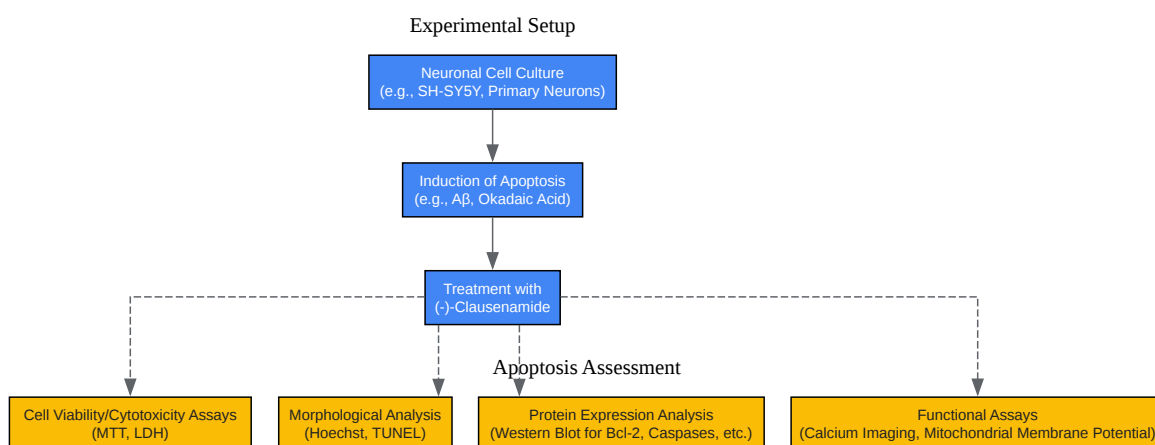 Experimental Setup
Neuronal Cell Culture
(e.g., SH-SY5Y, Primary Neurons)
Induction of Apoptosis
(e.g., Aβ, Okadaic Acid)
Treatment with
(-)-Clausenamide
Apoptosis Assessment
Cell Viability/Cytotoxicity Assays
(MTT, LDH)
Morphological Analysis
(Hoechst, TUNEL)
Protein Expression Analysis
(Western Blot for Bcl-2, Caspases, etc.)
Functional Assays
(Calcium Imaging, Mitochondrial Membrane Potential)